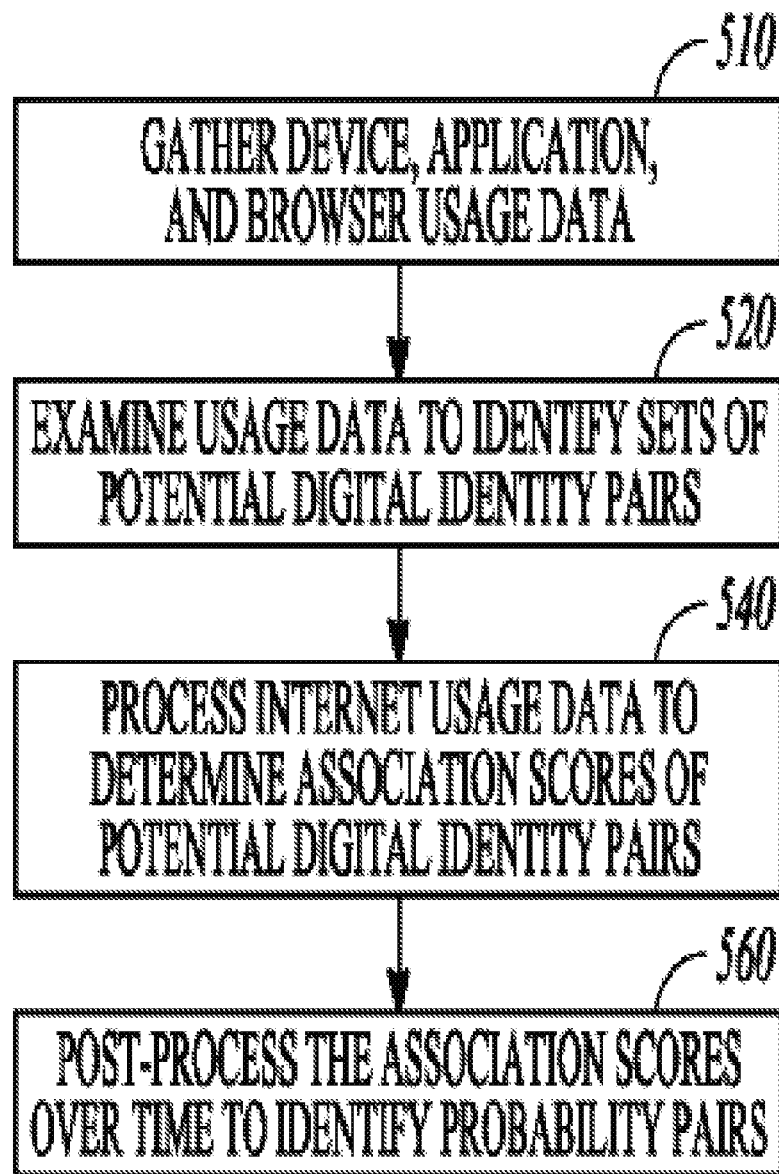 510
GATHER DEVICE, APPLICATION,
AND BROWSER USAGE DATA
520
EXAMINE USAGE DATA TO IDENTIFY SETS OF
POTENTIAL DIGITAL IDENTITY PAIRS
540
PROCESS INTERNET USAGE DATA TO
DETERMINE ASSOCIATION SCORES OF
POTENTIAL DIGITAL IDENTITY PAIRS
560
POST-PROCESS THE ASSOCIATION SCORES
OVER TIME TO IDENTIFY PROBABILITY PAIRS